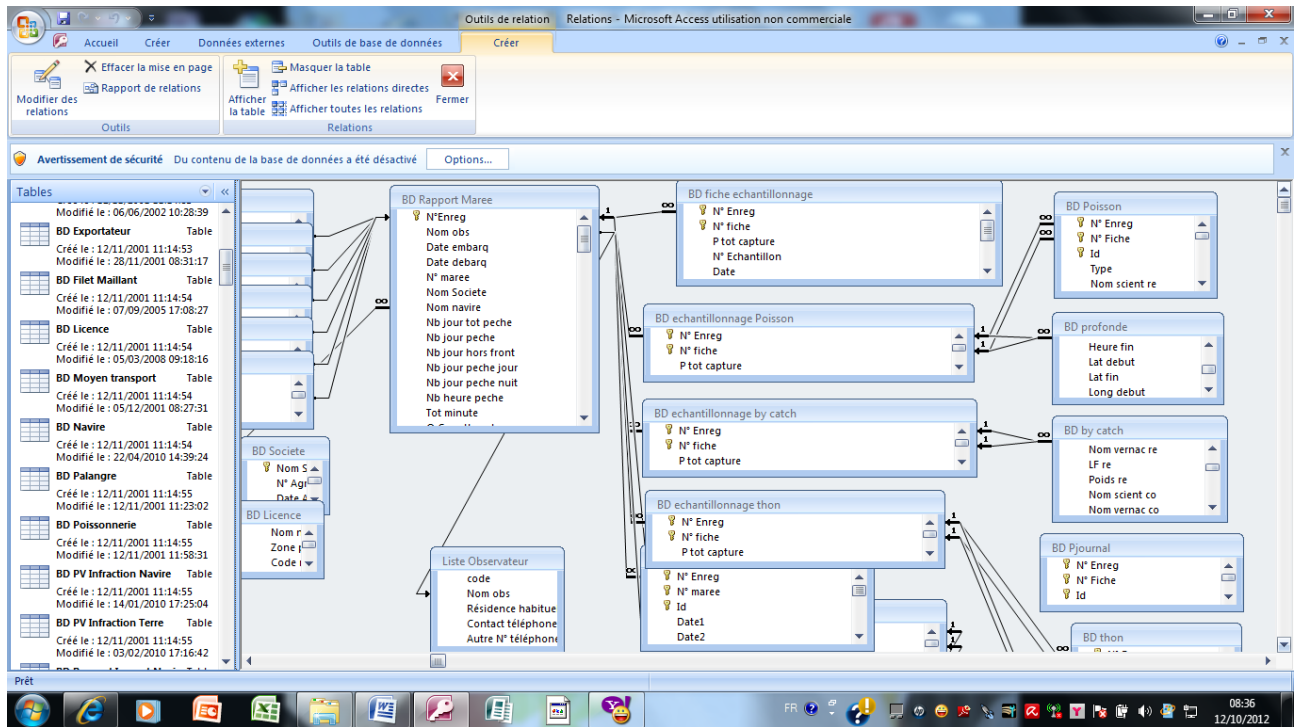 Outils de relation Relations - Microsoft Access utilisation non commerciale
Accueil Créer Données externes Outils de base de données Créer
Modifier des relations
Effacer la mise en page
Rapport de relations
Outils
Afficher la table
Masquer la table
Afficher les relations directes
Afficher toutes les relations
Fermer
Relations
Avertissement de sécurité Du contenu de la base de données a été désactivé Options...
Tables
Modifié le : 06/06/2002 10:28:39
BD Exportateur Table
Créé le : 12/11/2001 11:14:53
Modifié le : 28/11/2001 08:31:17
BD Filet Maillant Table
Créé le : 12/11/2001 11:14:54
Modifié le : 07/09/2005 17:08:27
BD Licence Table
Créé le : 12/11/2001 11:14:54
Modifié le : 05/03/2008 09:18:16
BD Moyen transport Table
Créé le : 12/11/2001 11:14:54
Modifié le : 05/12/2001 08:27:31
BD Navire Table
Créé le : 12/11/2001 11:14:54
Modifié le : 22/04/2010 14:39:24
BD Palangre Table
Créé le : 12/11/2001 11:14:55
Modifié le : 12/11/2001 11:23:02
BD Poissonnerie Table
Créé le : 12/11/2001 11:14:55
Modifié le : 12/11/2001 11:58:31
BD PV Infraction Navire Table
Créé le : 12/11/2001 11:14:55
Modifié le : 14/01/2010 17:25:04
BD PV Infraction Terre Table
Créé le : 12/11/2001 11:14:55
Modifié le : 03/02/2010 17:16:42
BD Societe
Nom S
N° Agr
Date A
BD Licence
Nom r
Zone
Code
BD Rapport Maree
N°Enreg
Nom obs
Date embarq
Date debarq
N° maree
Nom Societe
Nom navire
Nb jour tot peche
Nb jour peche
Nb jour hors front
Nb jour peche jour
Nb jour peche nuit
Nb heure peche
Tot minute
Liste Observateur
code
Nom obs
Résidence habitue
Contact téléphone
Autre N° téléphone
BD fiche echantillonnage
N° Enreg
N° fiche
P tot capture
N° Echantillon
Date
BD echantillonnage Poisson
N° Enreg
N° fiche
P tot capture
BD echantillonnage by catch
N° Enreg
N° fiche
P tot capture
BD echantillonnage thon
N° Enreg
N° fiche
P tot capture
N° Enreg
N° maree
Id
Date1
Date2
BD Poisson
N° Enreg
N° Fiche
Id
Type
Nom scient re
BD profonde
Heure fin
Lat debut
Lat fin
Long debut
BD by catch
Nom vernac re
LF re
Poids re
Nom scient co
Nom vernac co
BD Pjournal
N° Enreg
N° Fiche
Id
BD thon
Prêt
FR
08:36
12/10/2012